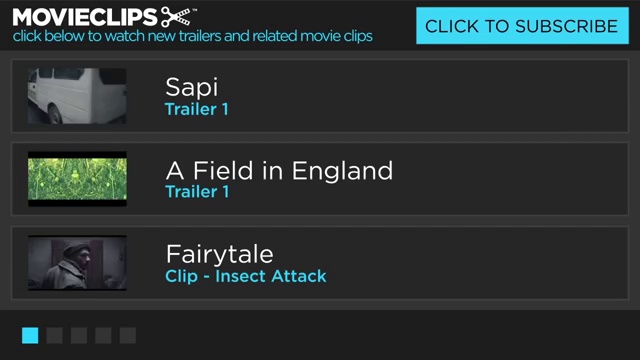 MOVIECLIPS™
click below to watch new trailers and related movie clips
CLICK TO SUBSCRIBE
Sapi
Trailer 1
A Field in England
Trailer 1
Fairytale
Clip - Insect Attack